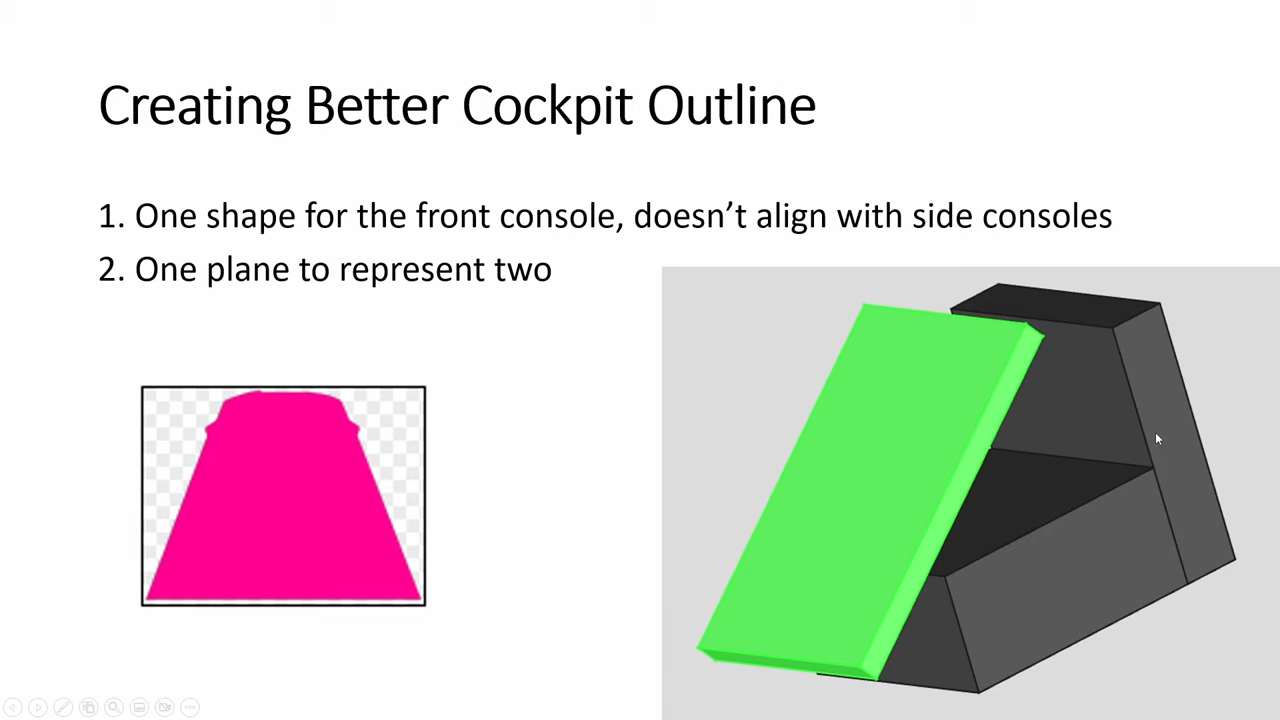 Creating Better Cockpit Outline
1. One shape for the front console, doesn’t align with side consoles
2. One plane to represent two